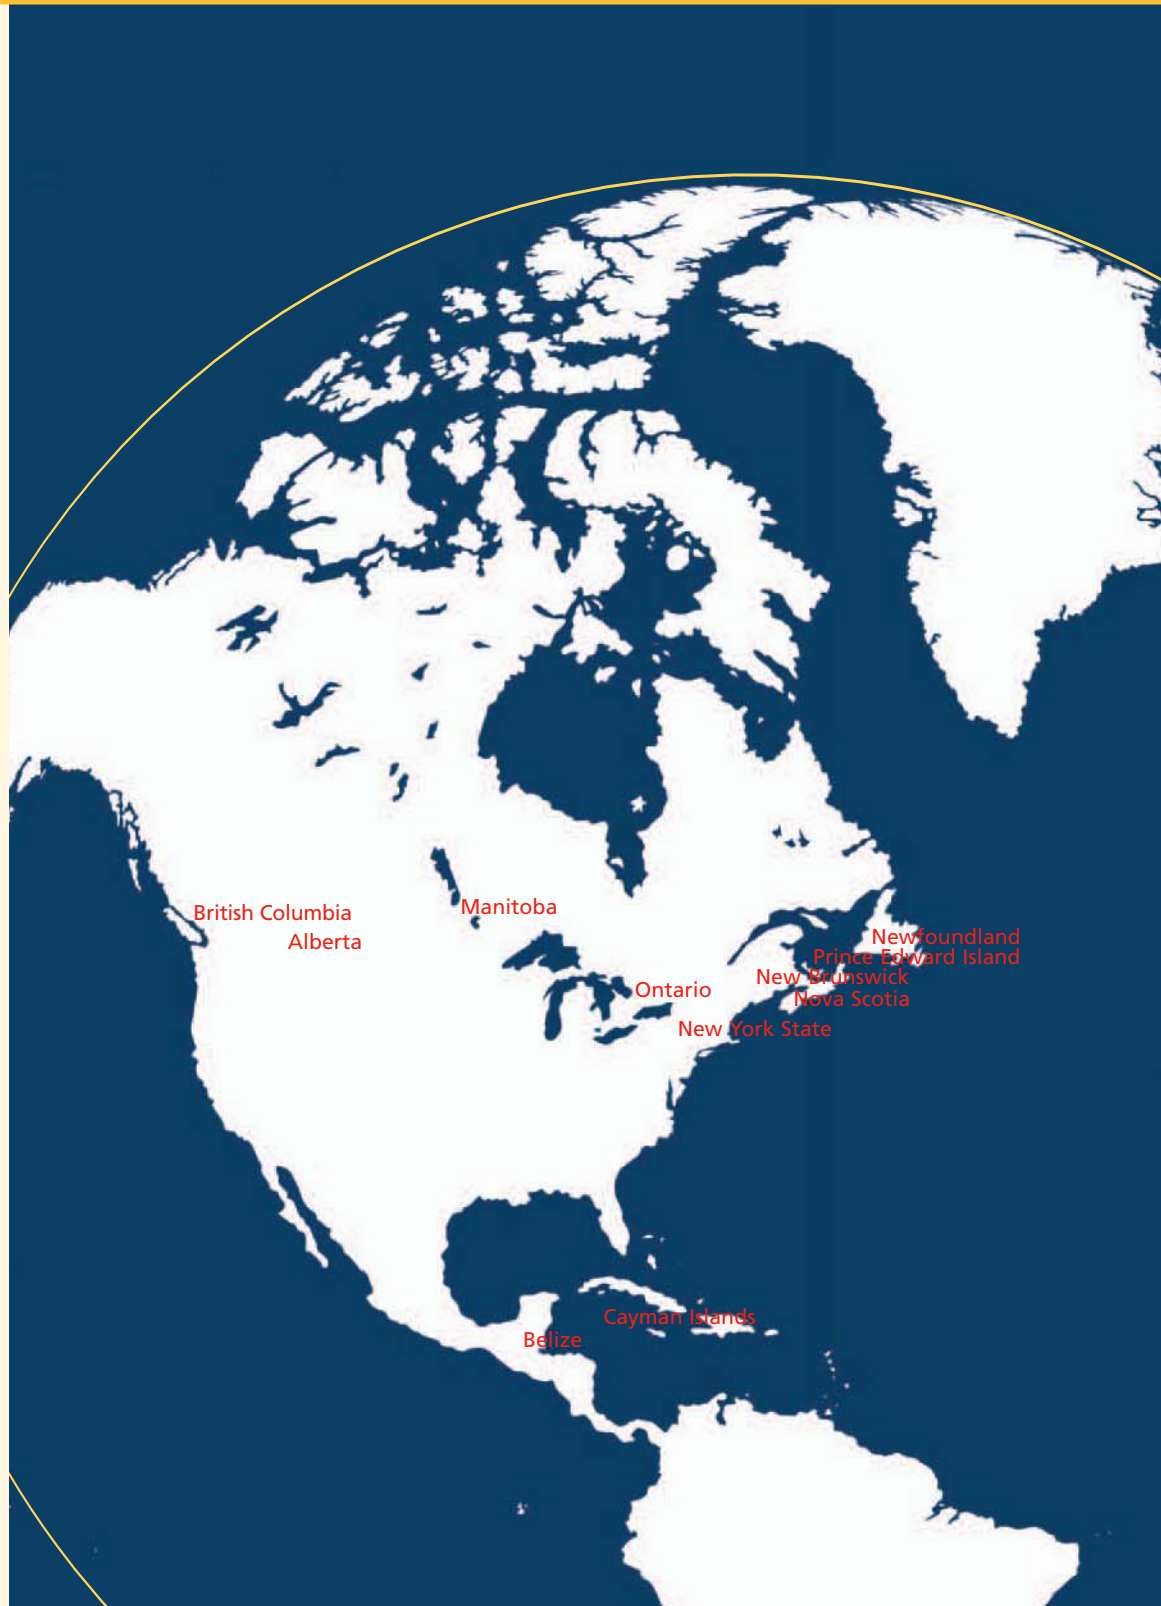 Manitoba
British Columbia
Alberta
Newfoundland
Prince Edward Island
New Brunswick
Ontario
Nova Scotia
New York State
Cayman Islands
Belize